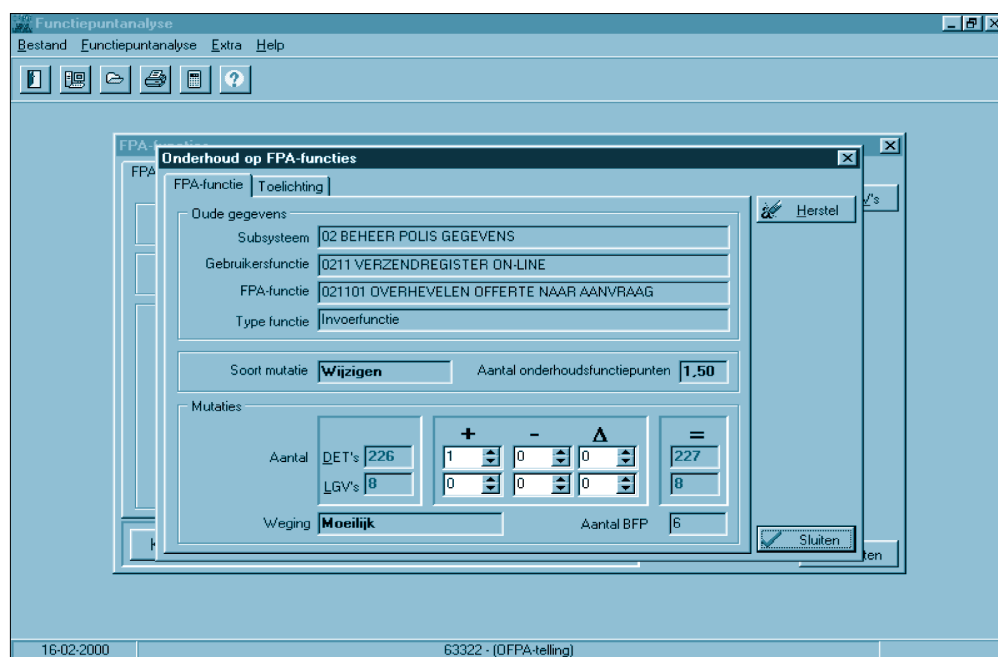 Functiepuntanalyse
Bestand Functiepuntanalyse Extra Help
FPA-functies
Onderhoud op FPA-functies
FPA
FPA-functie Toelichting
Herstel
Oude gegevens
Subsysteem 02 BEHEER POLIS GEGEVENS
Gebruikersfunctie 0211 VERZENDREGISTER ON-LINE
FPA-functie 021101 OVERHEVELEN OFFERTE NAAR AANVRAAG
Type functie Invoerfunctie
Soort mutatie Wijzigen Aantal onderhoudsfunctiepunten 1,50
Mutaties
+ - Δ =
Aantal DET's 226 1 0 0 227
LGV's 8 0 0 0 8
Weging Moeilijk Aantal BFP 6
Sluiten
ten
16-02-2000 63322 - (OFPA-telling)